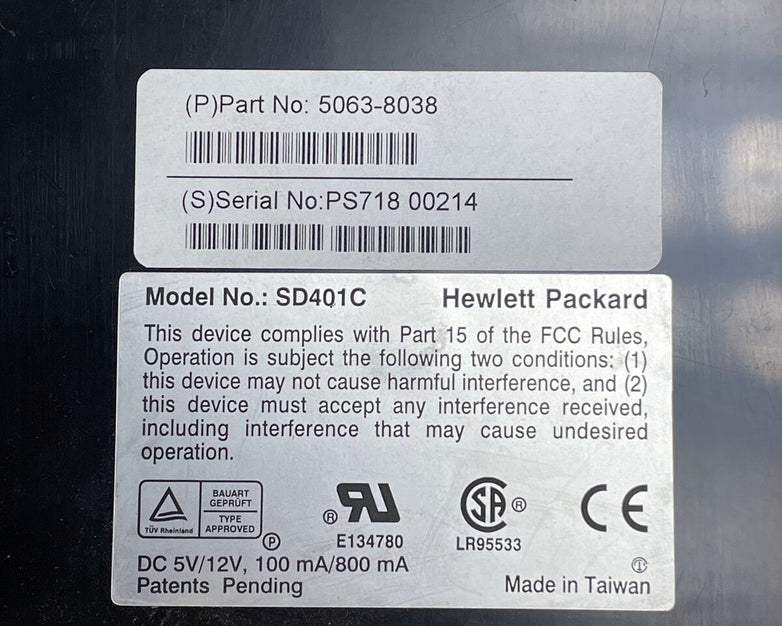 (P)Part No: 5063-8038
(S)Serial No:PS718 00214
Model No.: SD401C Hewlett Packard
This device complies with Part 15 of the FCC Rules,
Operation is subject the following two conditions: (1)
this device may not cause harmful interference, and (2)
this device must accept any interference received,
including interference that may cause undesired
operation.
BAUART
GEPRÜFT
TÜV Rheinland
TYPE
APPROVED
P
RU ®
E134780
SA ®
LR95533
CE
DC 5V/12V, 100 mA/800 mA
T
Patents Pending Made in Taiwan